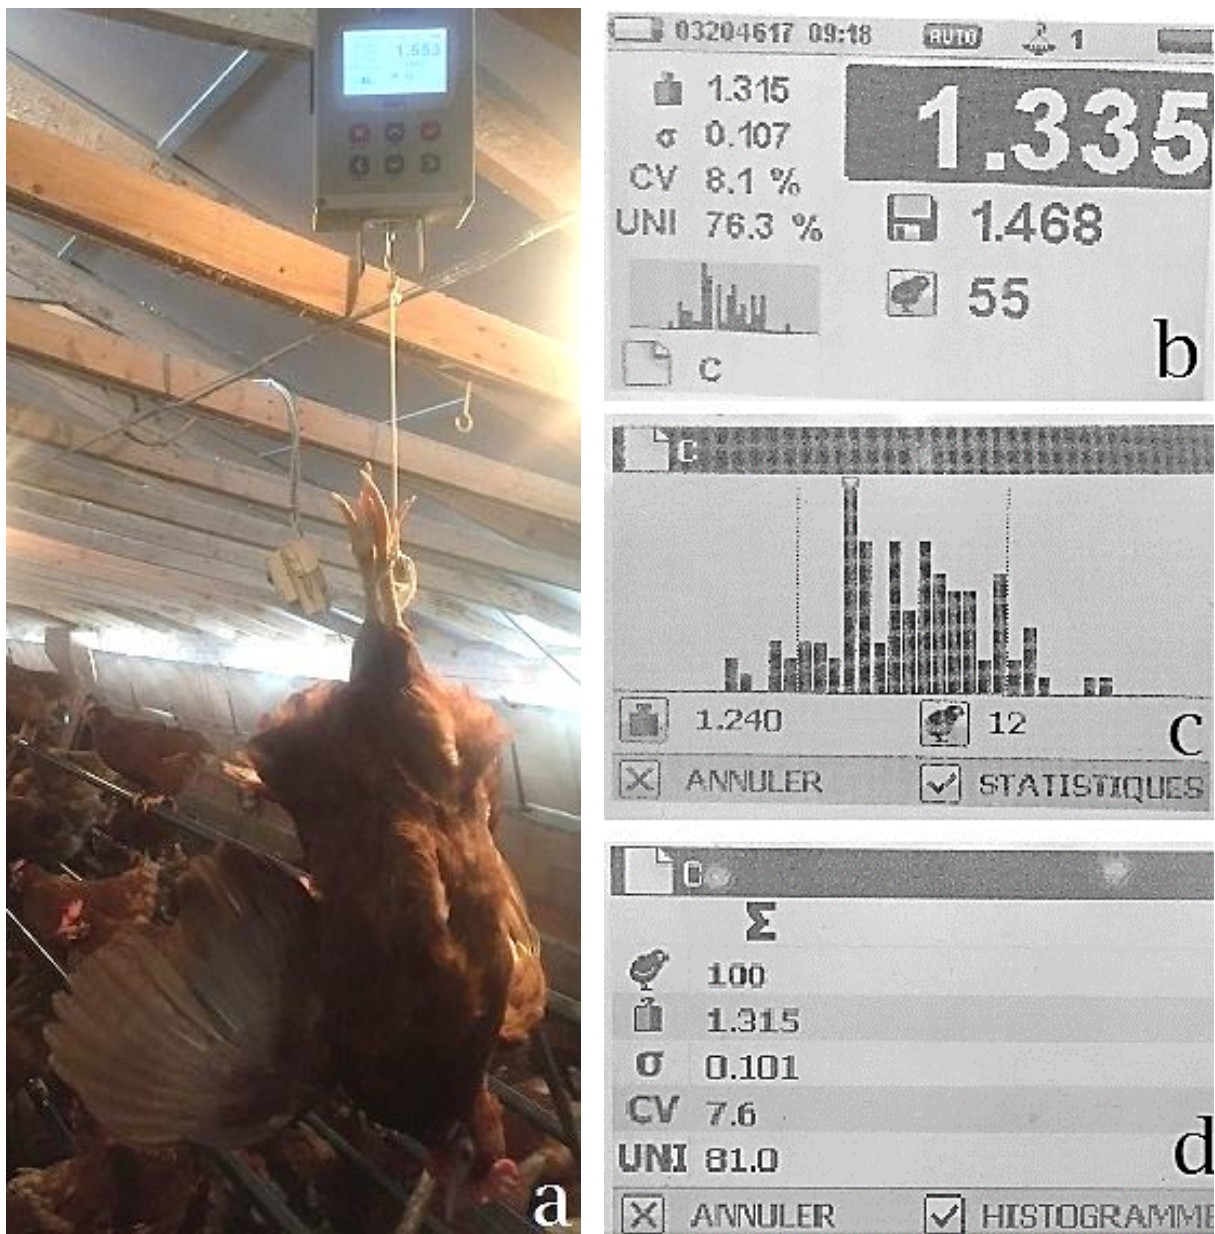 1.553
a
03204617 09:18 AUTO 1
1.315
1.335
σ 0.107
CV 8.1 %
UNI 76.3 %
1.468
55
C
b
C
1.240 12
ANNULER STATISTIQUES
c
C
Σ
100
1.315
σ 0.101
CV 7.6
UNI 81.0
d
ANNULER HISTOGRAMME